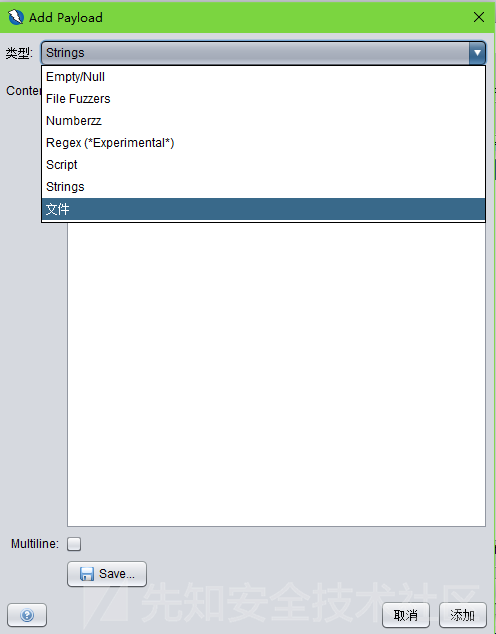 Add Payload
类型: Strings
Empty/Null
Conter
File Fuzzers
Numberzz
Regex (*Experimental*)
Script
Strings
文件
Multiline:
Save...
先知安全技术社区
取消 添加